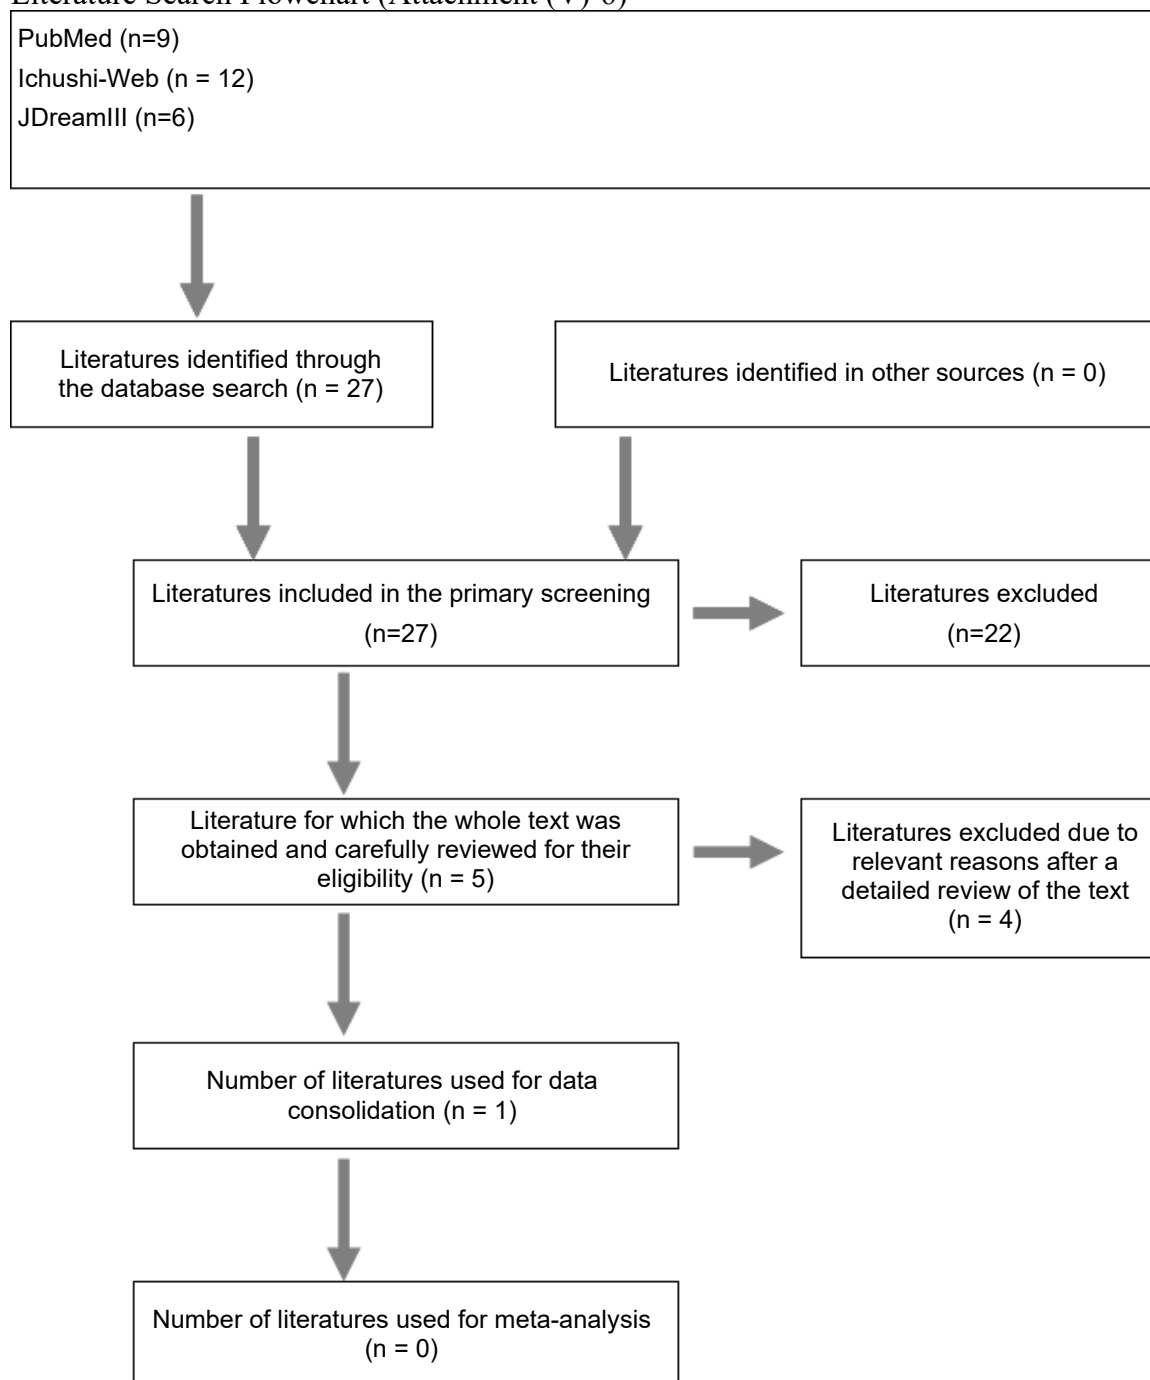 Literature Search Flowchart (Attachment (V)-6)
PubMed (n=9)
Ichushi-Web (n = 12)
JDreamIII (n=6)
Literatures identified through
the database search (n = 27)
Literatures identified in other sources (n = 0)
Literatures included in the primary screening
(n=27)
Literatures excluded
(n=22)
Literature for which the whole text was
obtained and carefully reviewed for their
eligibility (n = 5)
Literatures excluded due to
relevant reasons after a
detailed review of the text
(n = 4)
Number of literatures used for data
consolidation (n = 1)
Number of literatures used for meta-analysis
(n = 0)